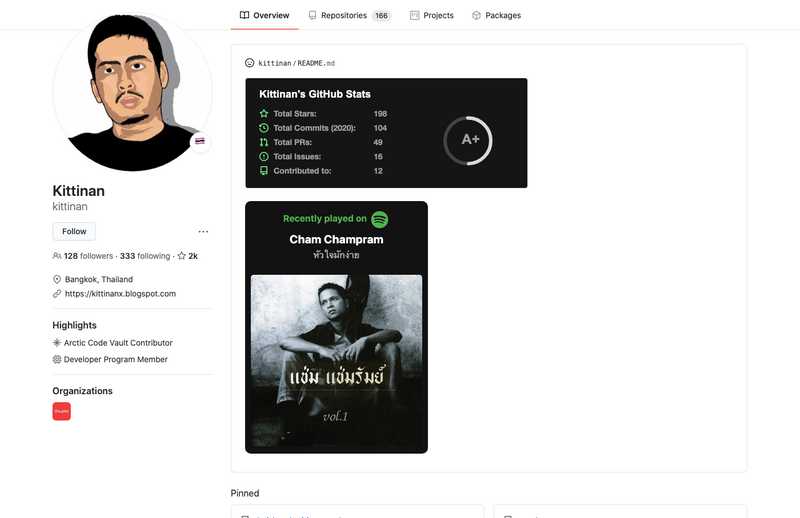 Overview
Repositories 166
Projects
Packages
kittinan / README.md
Kittinan's GitHub Stats
Total Stars: 198
Total Commits (2020): 104
Total PRs: 49
Total Issues: 16
Contributed to: 12
A+
Kittinan
kittinan
Follow
128 followers · 333 following · 2k
Bangkok, Thailand
https://kittinanx.blogspot.com
Highlights
Arctic Code Vault Contributor
Developer Program Member
Organizations
Recently played on
Cham Champram
หัวใจมักง่าย
แช่ม แช่มรัมย์
vol.1
Pinned